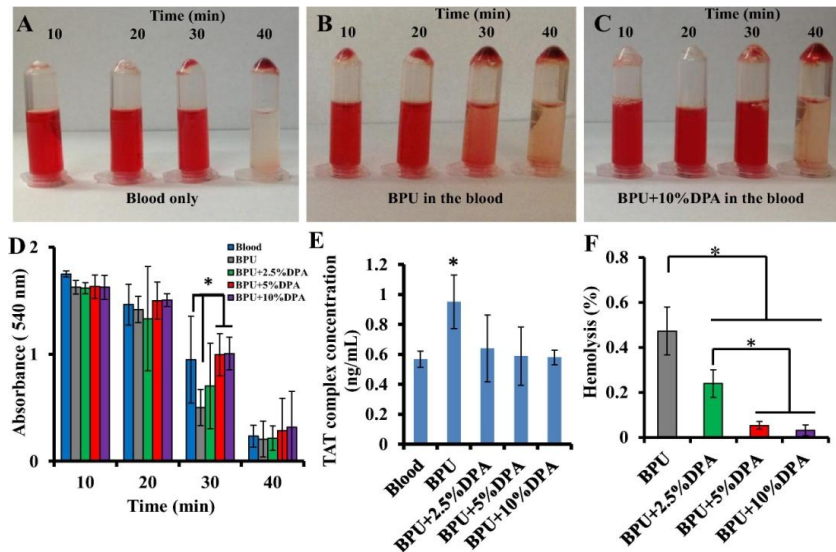 A
Time (min)
10 20 30 40
Blood only
B
Time (min)
10 20 30 40
BPU in the blood
C
Time (min)
10 20 30 40
BPU+10%DPA in the blood
D
2
1
0
Absorbance ( 540 nm)
Blood
BPU
BPU+2.5%DPA
BPU+5%DPA
BPU+10%DPA
*
10 20 30 40
Time (min)
E
TAT complex concentration
(ng/mL)
1.4
1.2
1
0.8
0.6
0.4
0.2
0
*
Blood
BPU
BPU+2.5%DPA
BPU+5%DPA
BPU+10%DPA
F
Hemolysis (%)
0.8
0.6
0.4
0.2
0
*
*
BPU
BPU+2.5%DPA
BPU+5%DPA
BPU+10%DPA